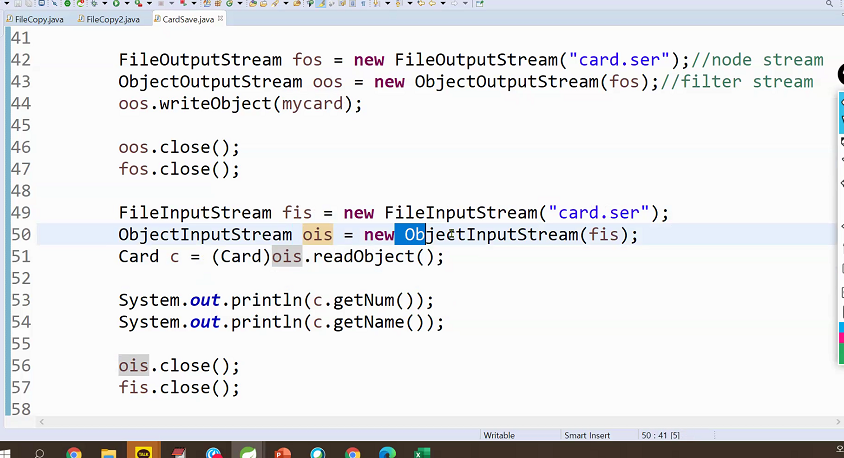 FileCopy.java FileCopy2.java CardSave.java
41
42 FileOutputStream fos = new FileOutputStream("card.ser");//node stream
43 ObjectOutputStream oos = new ObjectOutputStream(fos);//filter stream
44 oos.writeObject(mycard);
45
46 oos.close();
47 fos.close();
48
49 FileInputStream fis = new FileInputStream("card.ser");
50 ObjectInputStream ois = new ObjectInputStream(fis);
51 Card c = (Card)ois.readObject();
52
53 System.out.println(c.getNum());
54 System.out.println(c.getName());
55
56 ois.close();
57 fis.close();
58
Writable Smart Insert 50 : 41 [5]
TALK